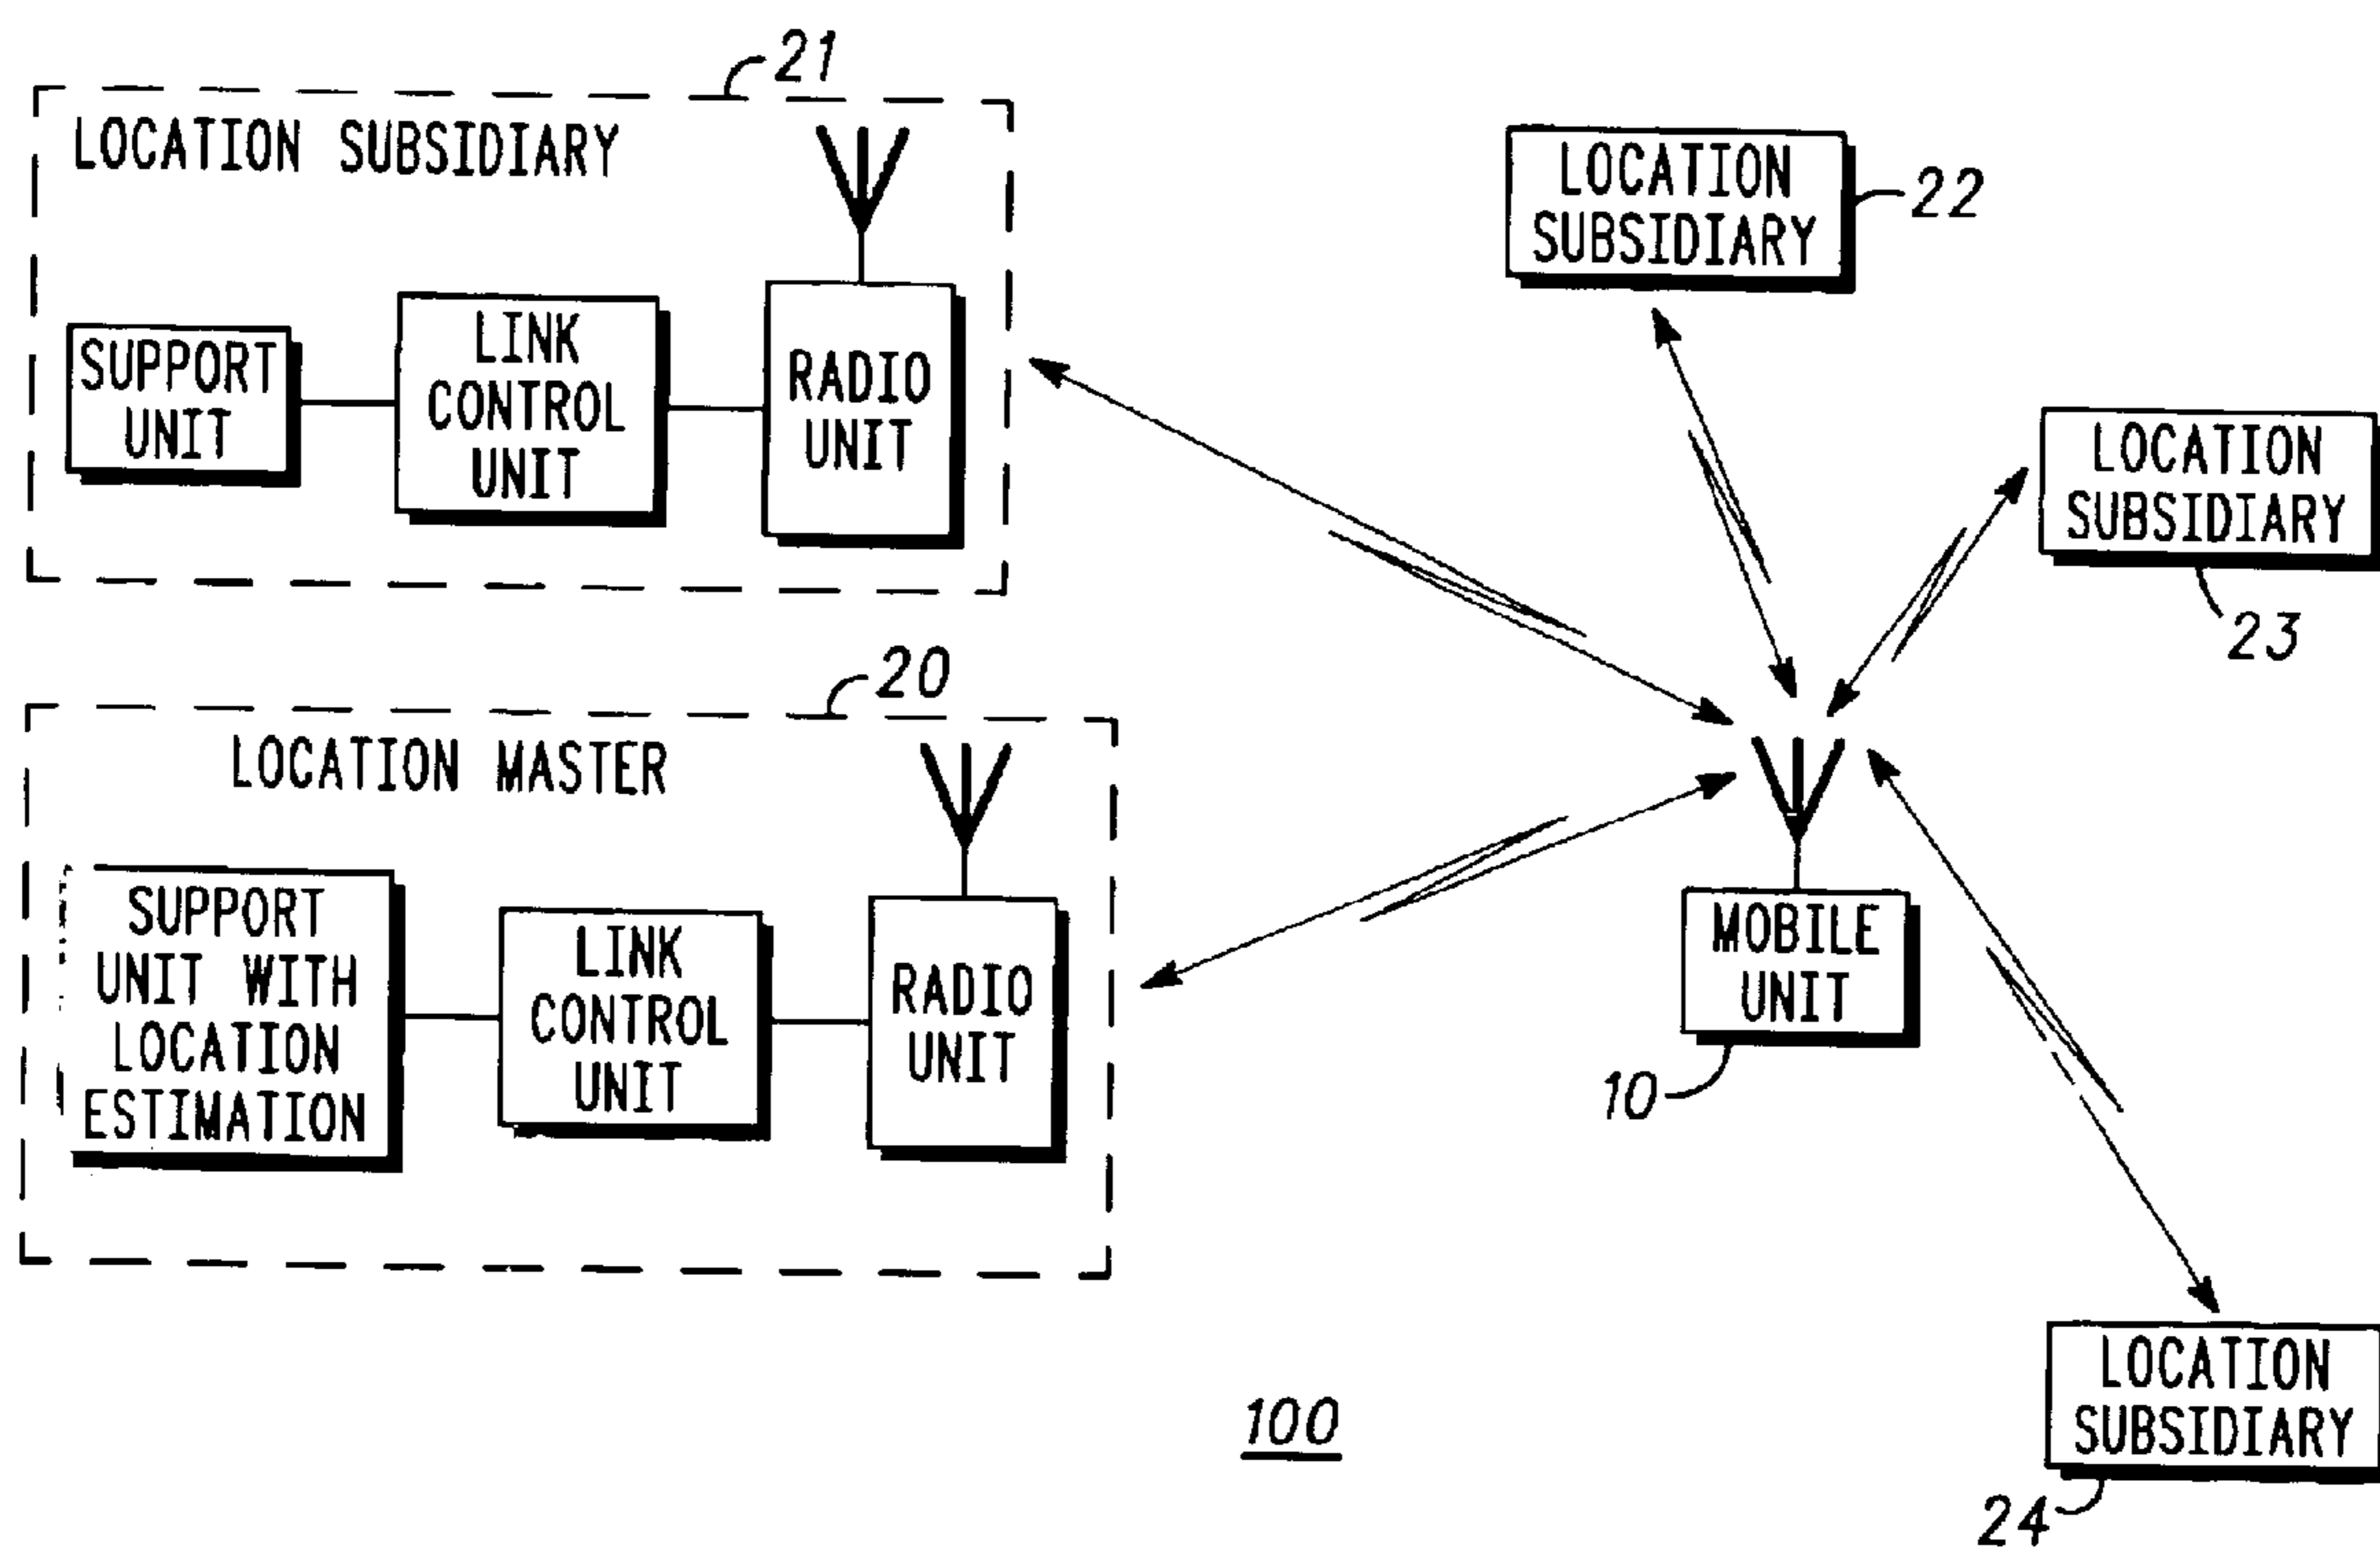 21
LOCATION SUBSIDIARY
SUPPORT
UNIT
LINK
CONTROL
UNIT
RADIO
UNIT
LOCATION
SUBSIDIARY
22
LOCATION
SUBSIDIARY
23
20
LOCATION MASTER
SUPPORT
UNIT WITH
LOCATION
ESTIMATION
LINK
CONTROL
UNIT
RADIO
UNIT
MOBILE
UNIT
10
100
LOCATION
SUBSIDIARY
24